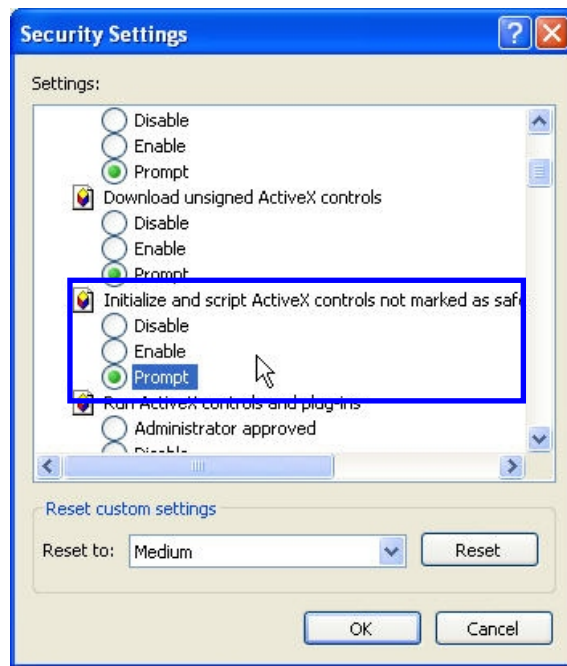 Security Settings
Settings:
Disable
Enable
Prompt
Download unsigned ActiveX controls
Disable
Enable
Prompt
Initialize and script ActiveX controls not marked as safe
Disable
Enable
Prompt
Run ActiveX controls and plug-ins
Administrator approved
Disable
Reset custom settings
Reset to: Medium Reset
OK Cancel